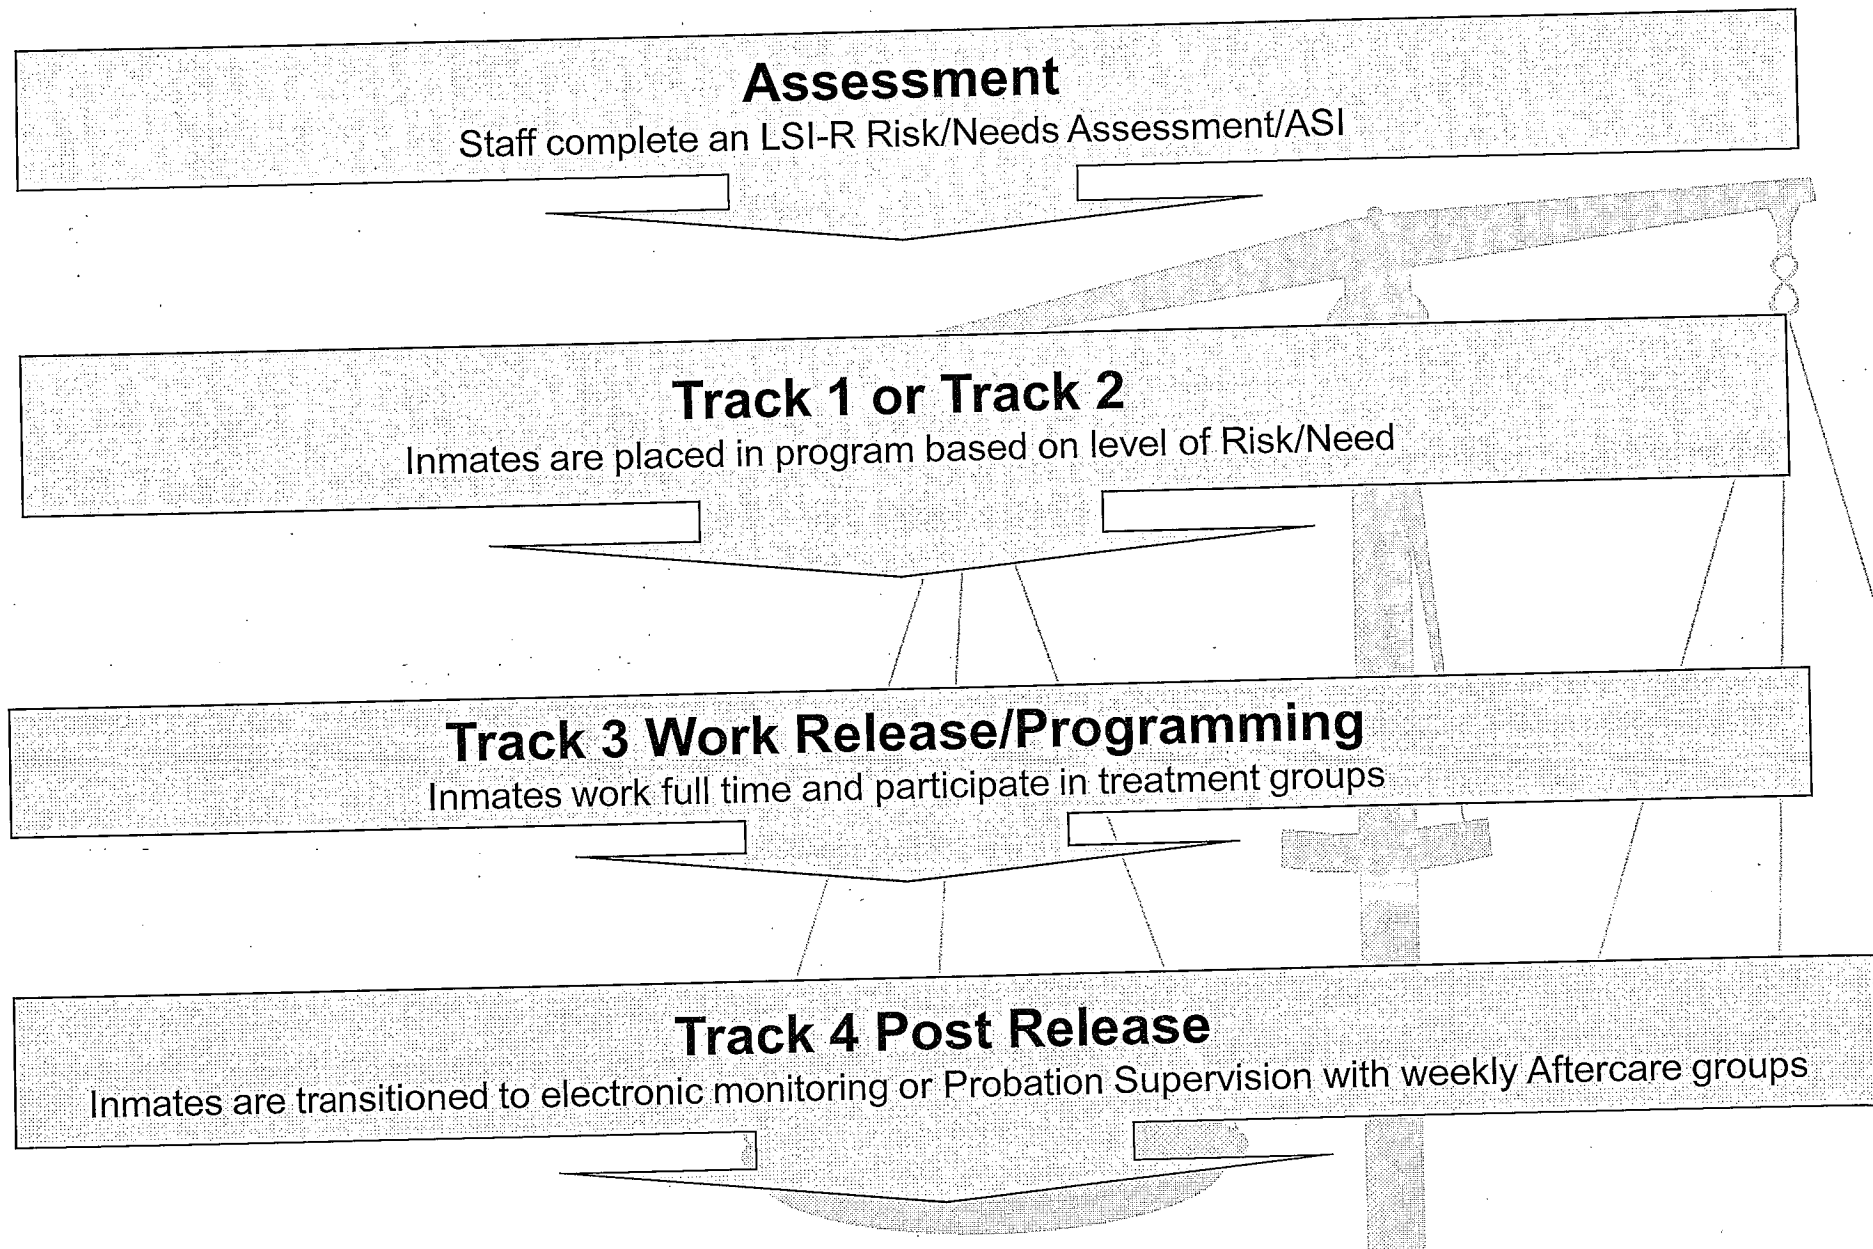 Assessment
Staff complete an LSI-R Risk/Needs Assessment/ASI
Track 1 or Track 2
Inmates are placed in program based on level of Risk/Need
Track 3 Work Release/Programming
Inmates work full time and participate in treatment groups
Track 4 Post Release
Inmates are transitioned to electronic monitoring or Probation Supervision with weekly Aftercare groups